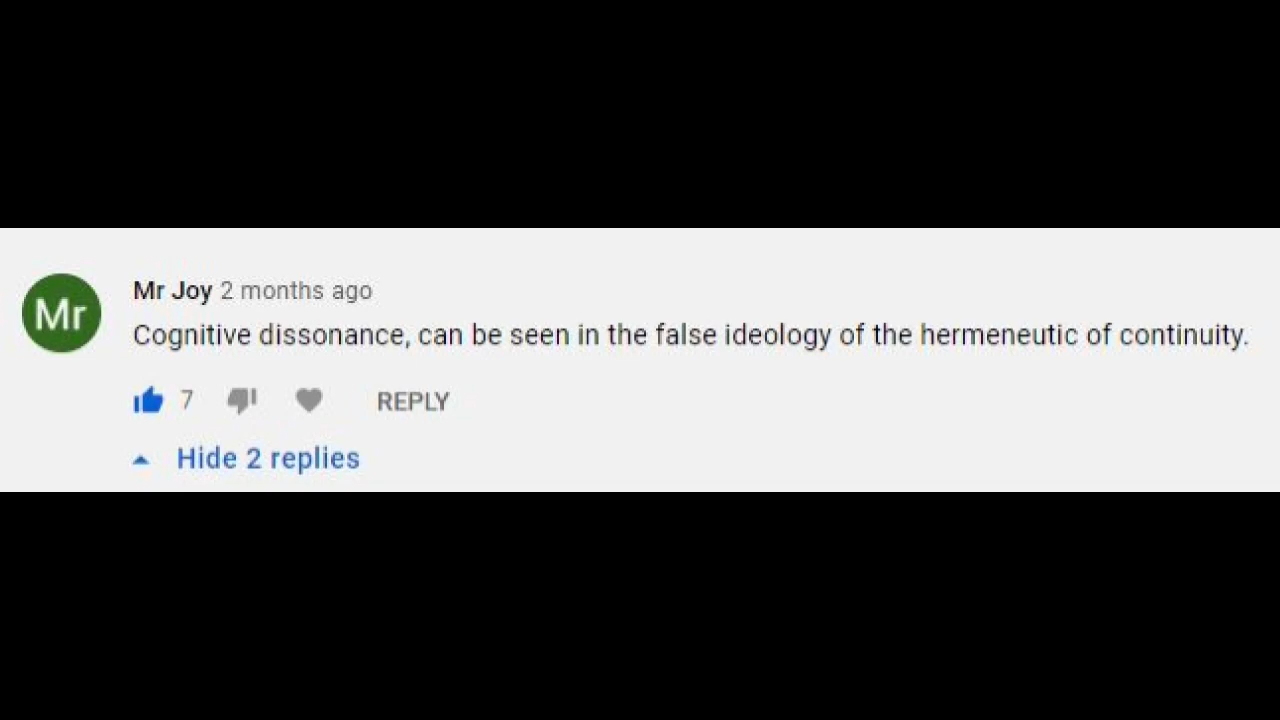 Mr
Mr Joy 2 months ago
Cognitive dissonance, can be seen in the false ideology of the hermeneutic of continuity.
7 REPLY
Hide 2 replies